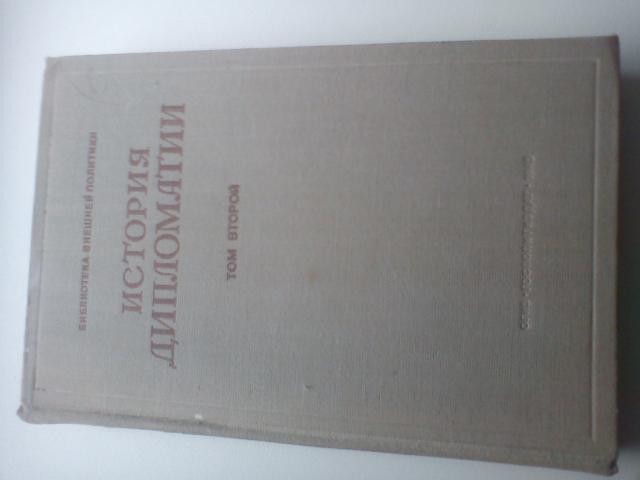 БИБЛИОТЕКА ВНЕШНЕЙ ПОЛИТИКИ
ИСТОРИЯ
ДИПЛОМАТИИ
ТОМ ВТОРОЙ